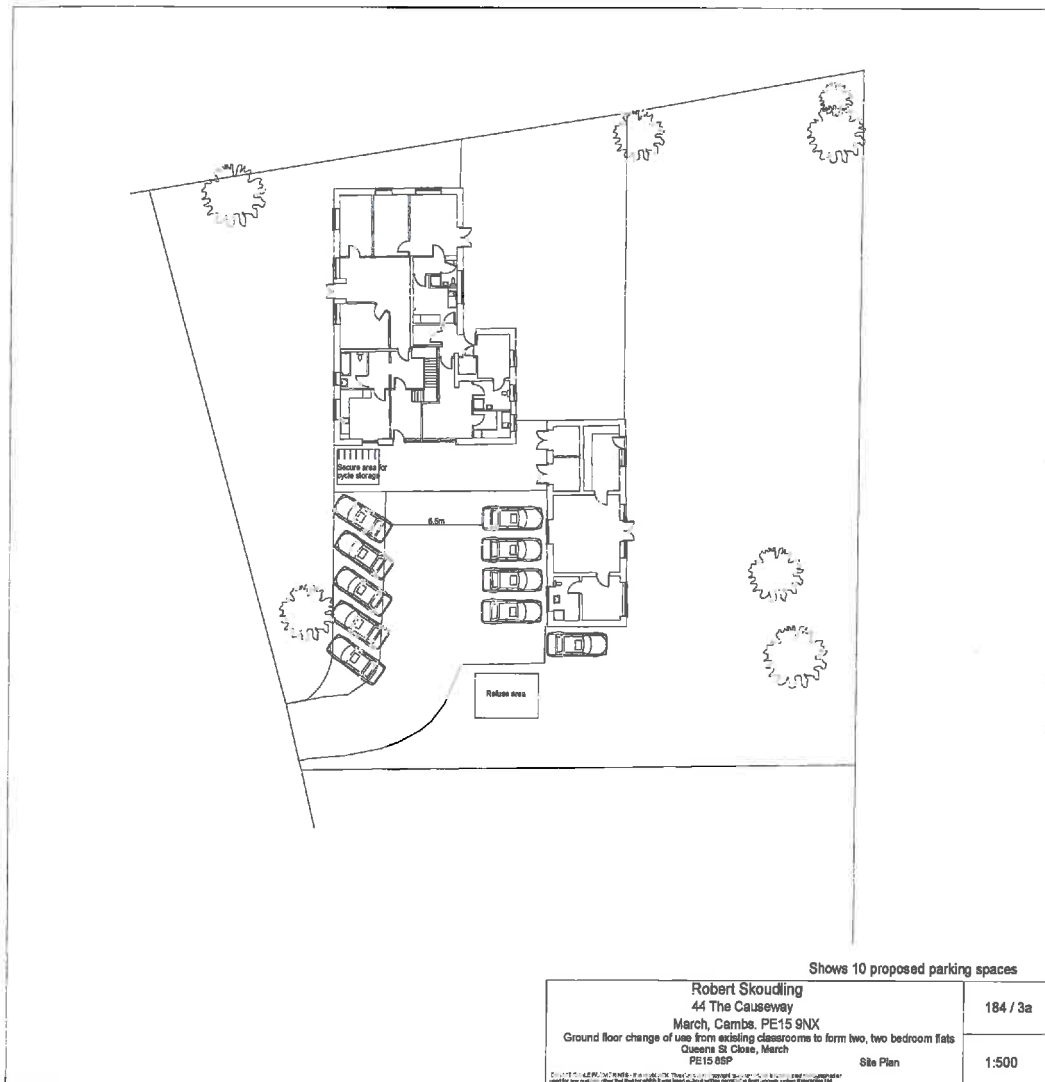 Secure area for
cycle storage
6.5m
Refuse area
Shows 10 proposed parking spaces
Robert Skoudling
44 The Causeway
March, Cambs. PE15 9NX
184 / 3a
Ground floor change of use from existing classrooms to form two, two bedroom flats
Queens St Close, March
PE15 8SP
Site Plan
1:500